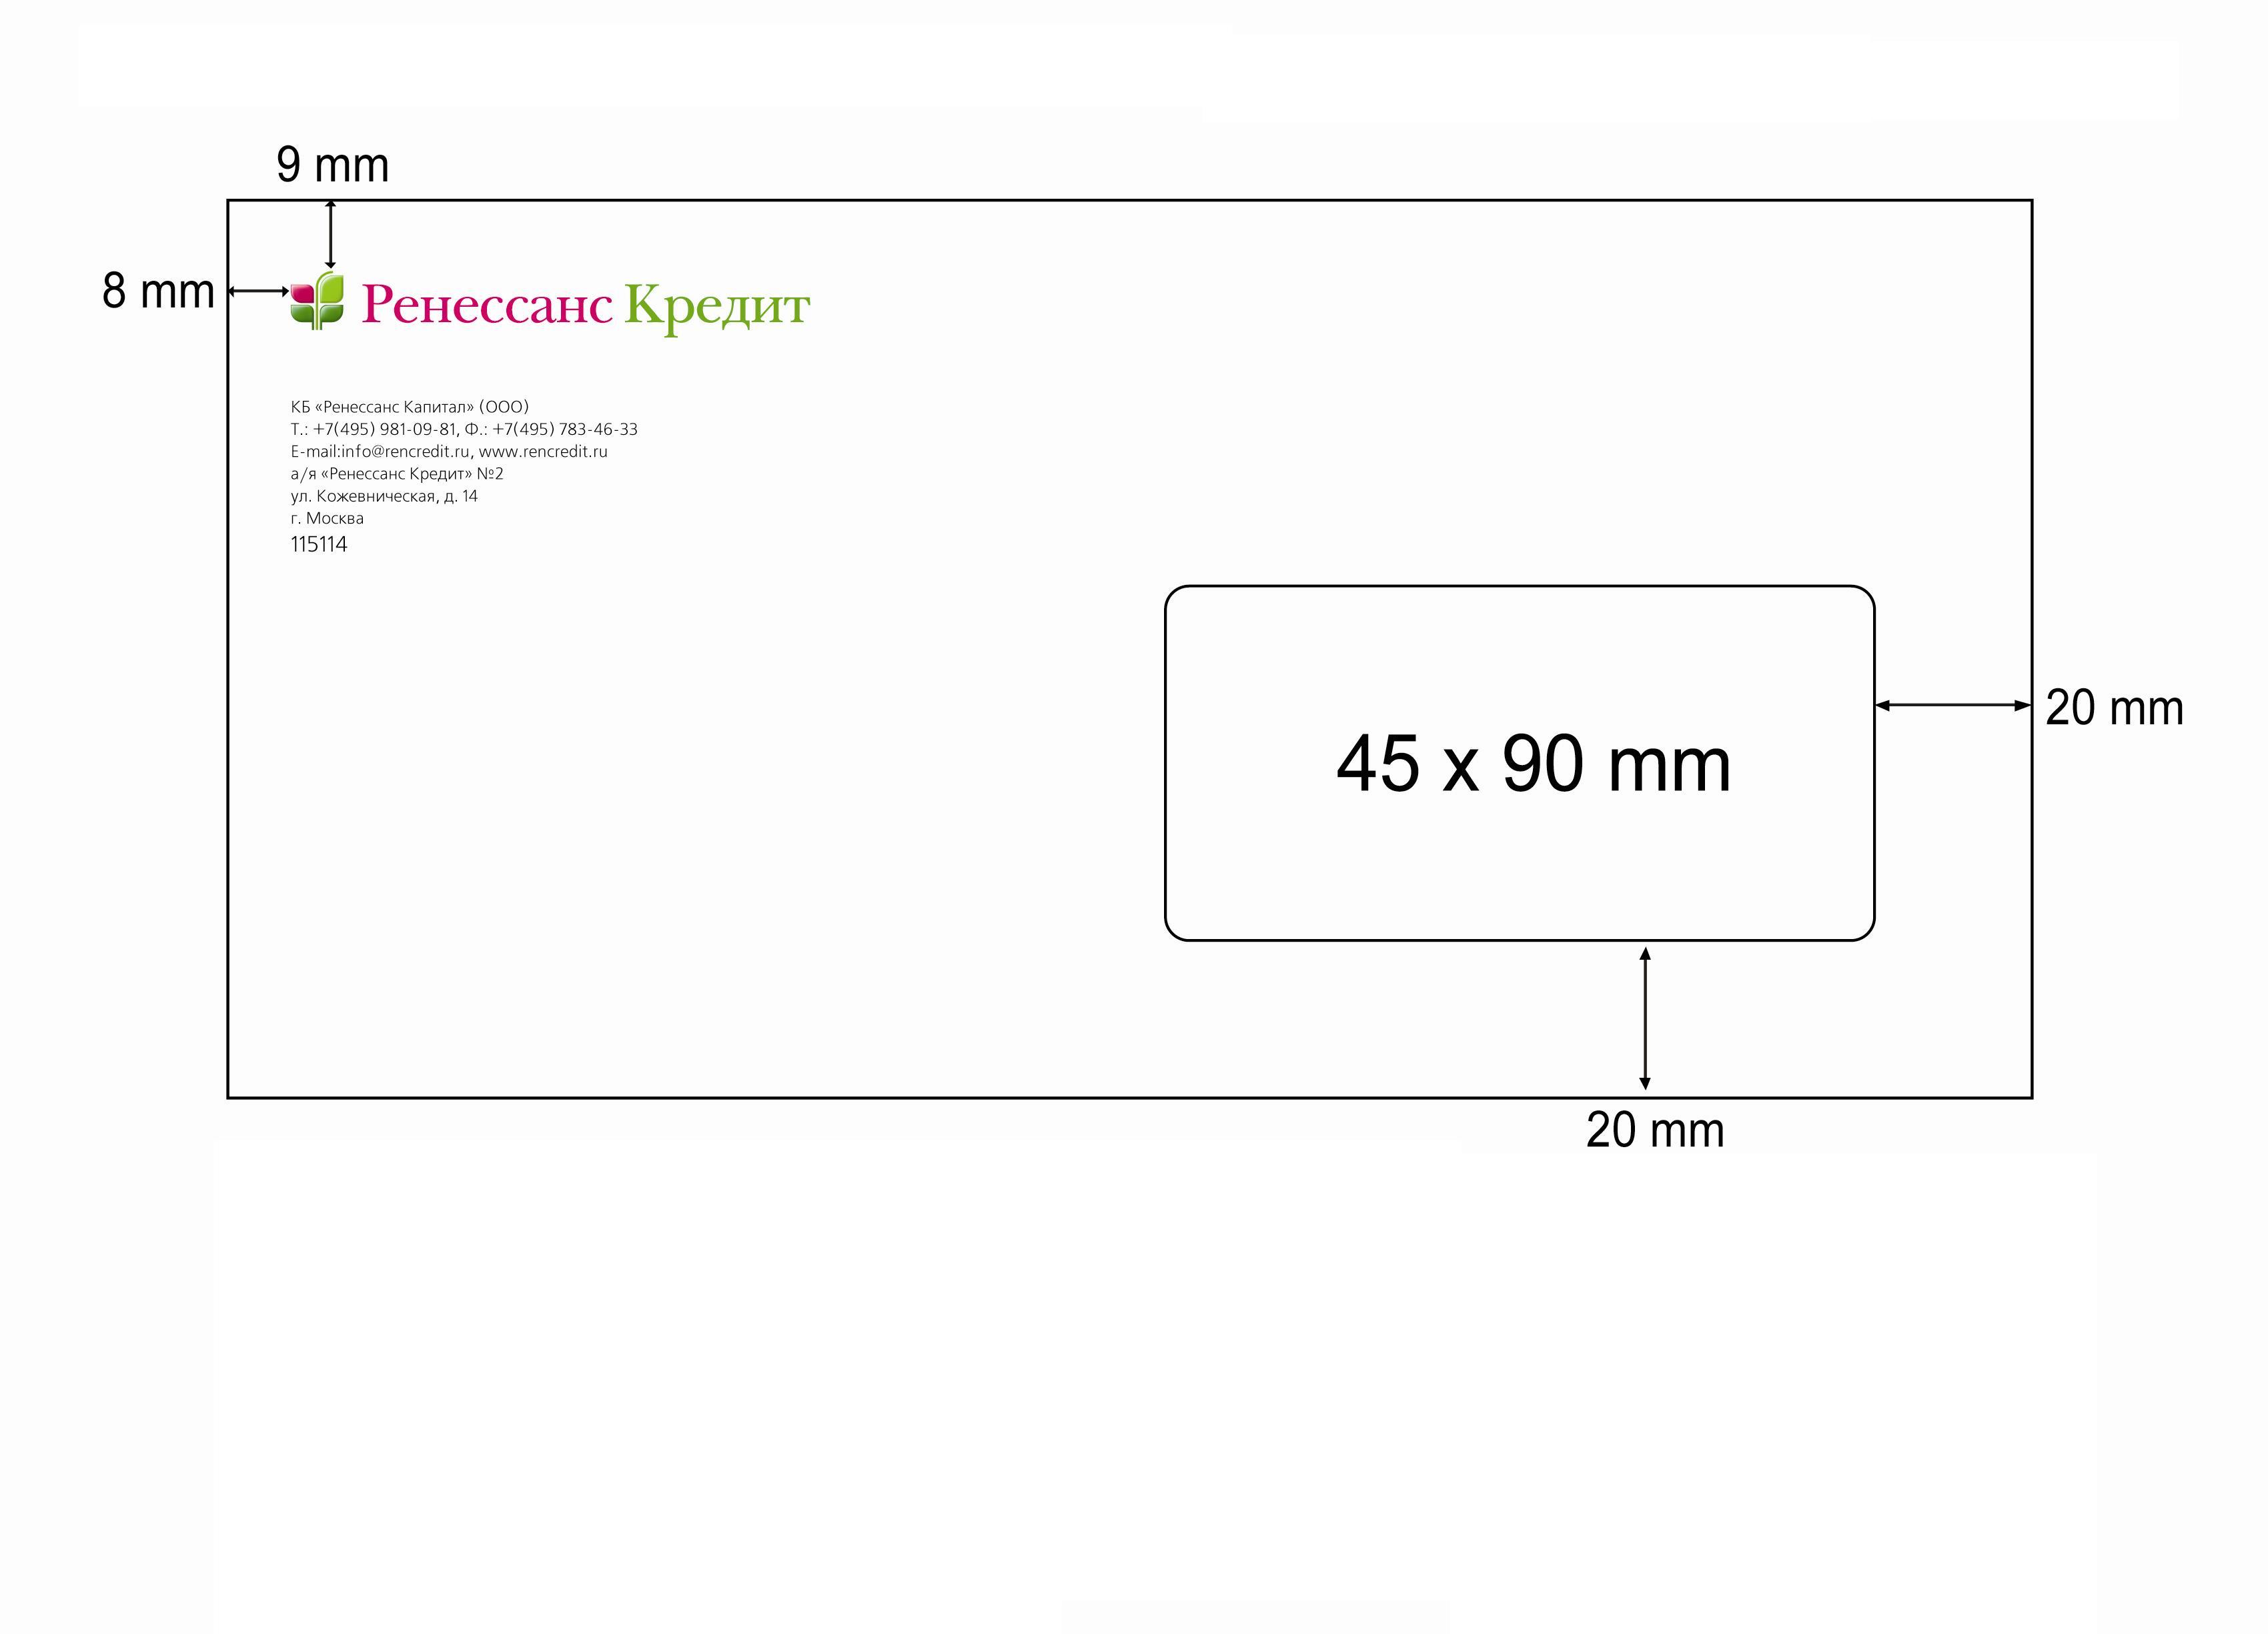 9 mm
8 mm
Ренессанс Кредит
КБ «Ренессанс Капитал» (ООО)
Т.: +7(495) 981-09-81, Ф.: +7(495) 783-46-33
E-mail:info@rencredit.ru, www.rencredit.ru
а/я «Ренессанс Кредит» №2
ул. Кожевническая, д. 14
г. Москва
115114
20 mm
45 x 90 mm
20 mm